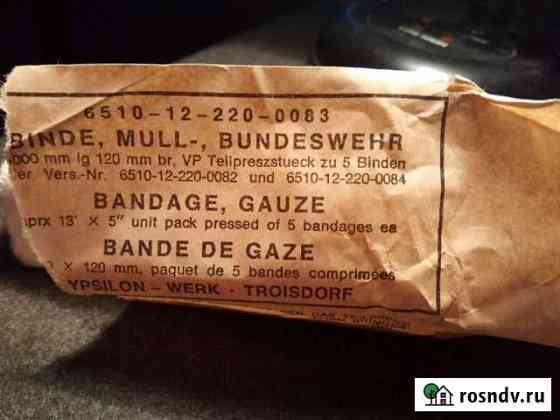 6510-12-220-0083
BINDE, MULL-, BUNDESWEHR
000 mm lg 120 mm br, VP Teilpreszstueck zu 5 Binden
er Vers.-Nr. 6510-12-220-0082 und 6510-12-220-0084
BANDAGE, GAUZE
aprx 13' X 5" unit pack pressed of 5 bandages ea
BANDE DE GAZE
X 120 mm, paquet de 5 bandes comprimées
YPSILON - WERK · TROISDORF
rosndv.ru